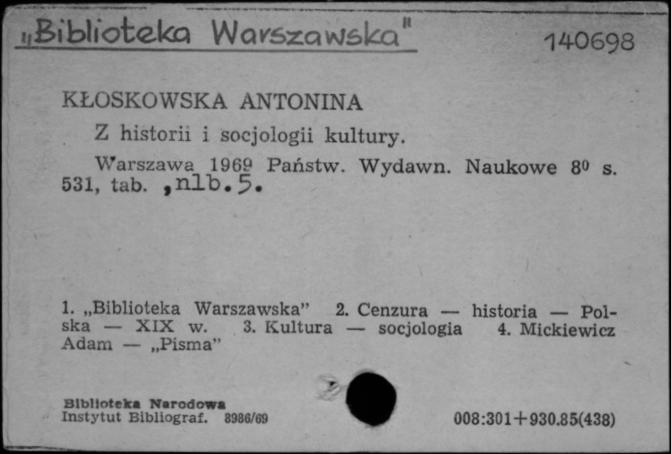 „Biblioteka Warszawska"
140698
KŁOSKOWSKA ANTONINA
Z historii i socjologii kultury.
Warszawa 1969 Państw. Wydawn. Naukowe 8⁰ s.
531, tab. ,nlb.5.
1. „Biblioteka Warszawska” 2. Cenzura — historia — Pol-
ska — XIX w. 3. Kultura — socjologia 4. Mickiewicz
Adam — „Pisma”
Biblioteka Narodowa
Instytut Bibliograf. 8986/69
008:301+930.85(438)